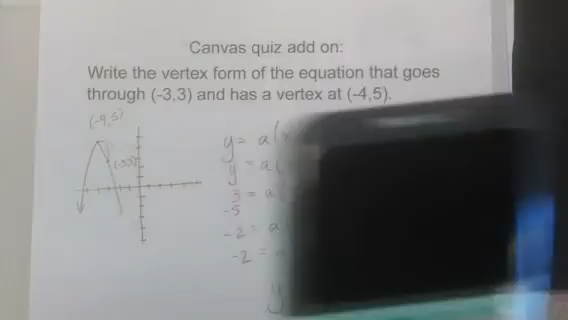 Canvas quiz add on:
Write the vertex form of the equation that goes
through (-3,3) and has a vertex at (-4,5).
(-4,5)
(-3,3)
y = a(
y = a(
3 = a
-5
-2 = a
-2 =
y